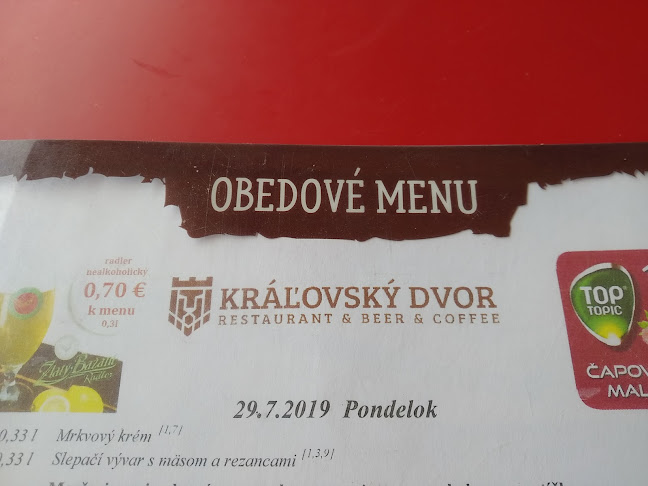 OBEDOVÉ MENU
radler
nealkoholický
0,70 €
k menu
0,3l
KRÁĽOVSKÝ DVOR
RESTAURANT & BEER & COFFEE
TOP
TOPIC
Zlatý Bažant
Radler
ČAPOV
MAL
29.7.2019 Pondelok
0,33 l Mrkvový krém [1,7]
0,33 l Slepačí vývar s mäsom a rezancami [1,3,9]